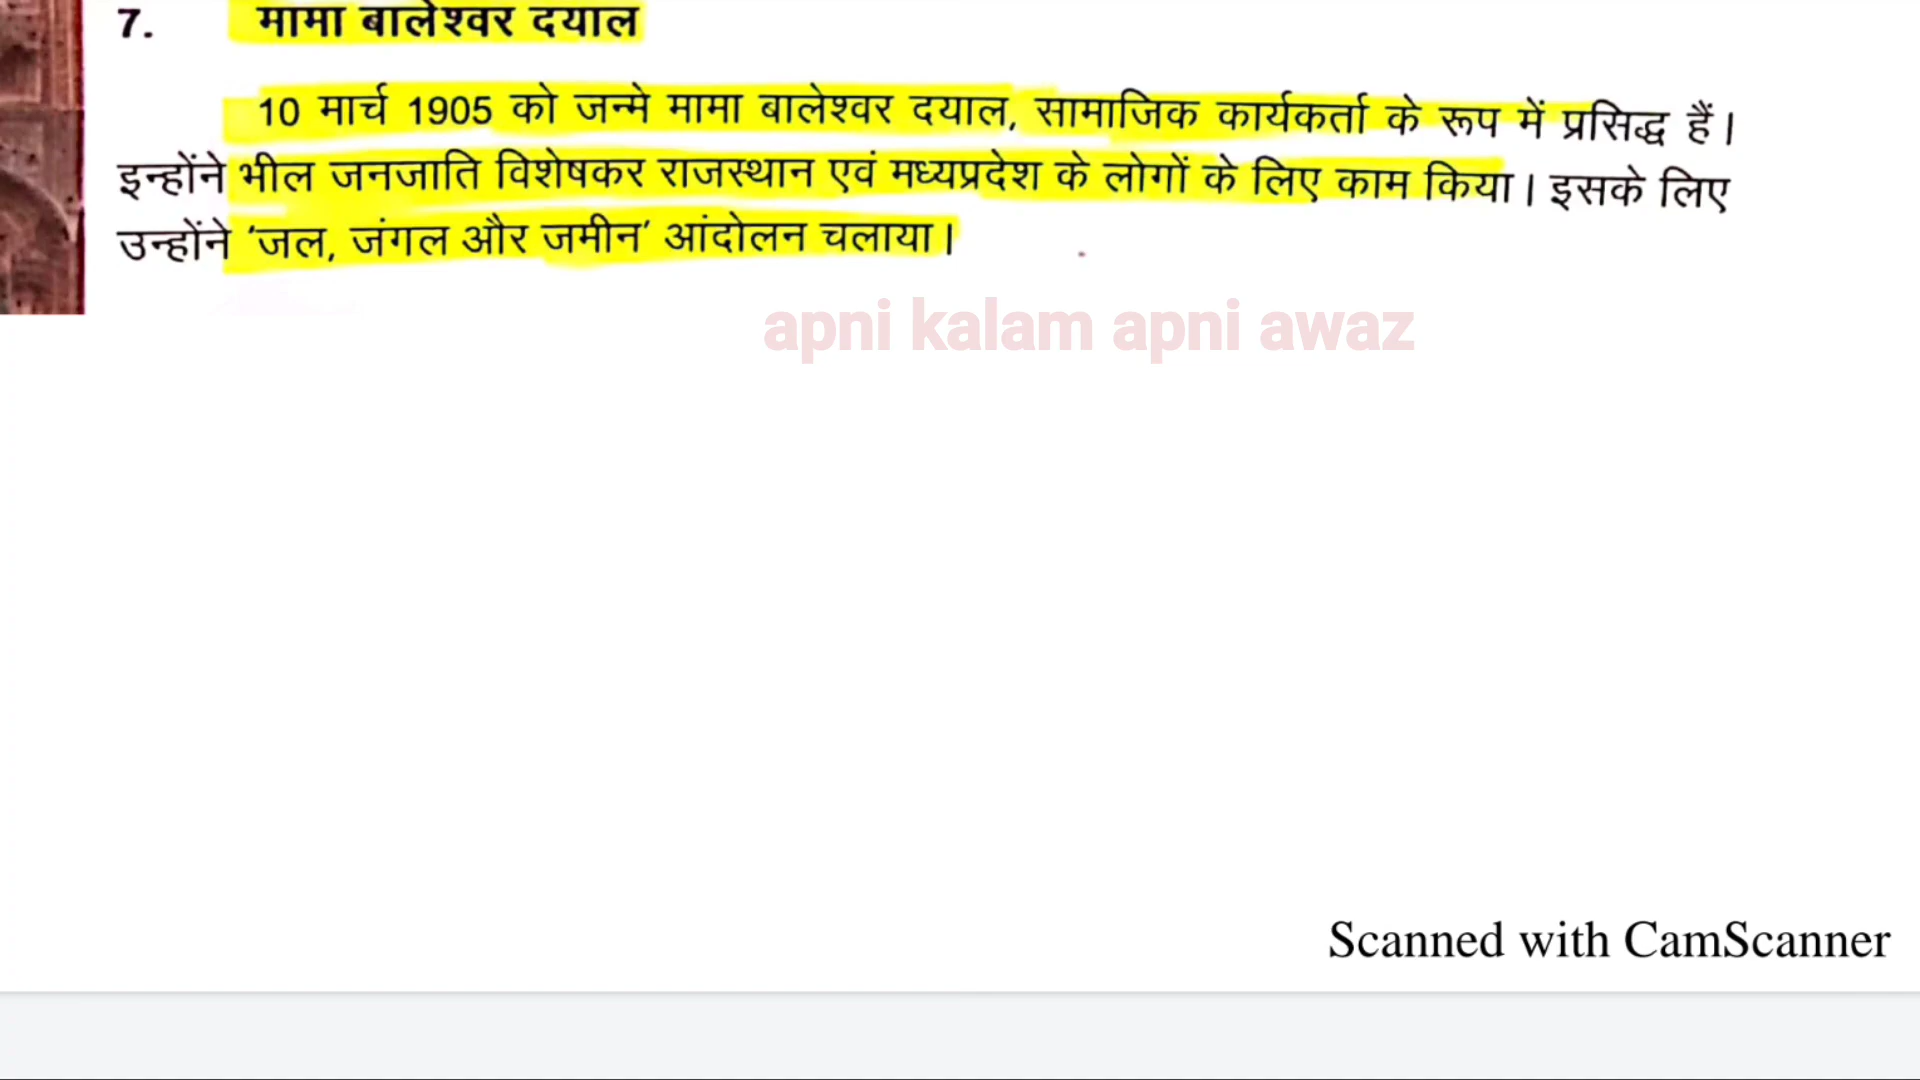 7. मामा बालेश्वर दयाल
10 मार्च 1905 को जन्मे मामा बालेश्वर दयाल, सामाजिक कार्यकर्ता के रूप में प्रसिद्ध हैं।
इन्होंने भील जनजाति विशेषकर राजस्थान एवं मध्यप्रदेश के लोगों के लिए काम किया। इसके लिए
उन्होंने ‘जल, जंगल और जमीन’ आंदोलन चलाया।
apni kalam apni awaz
Scanned with CamScanner